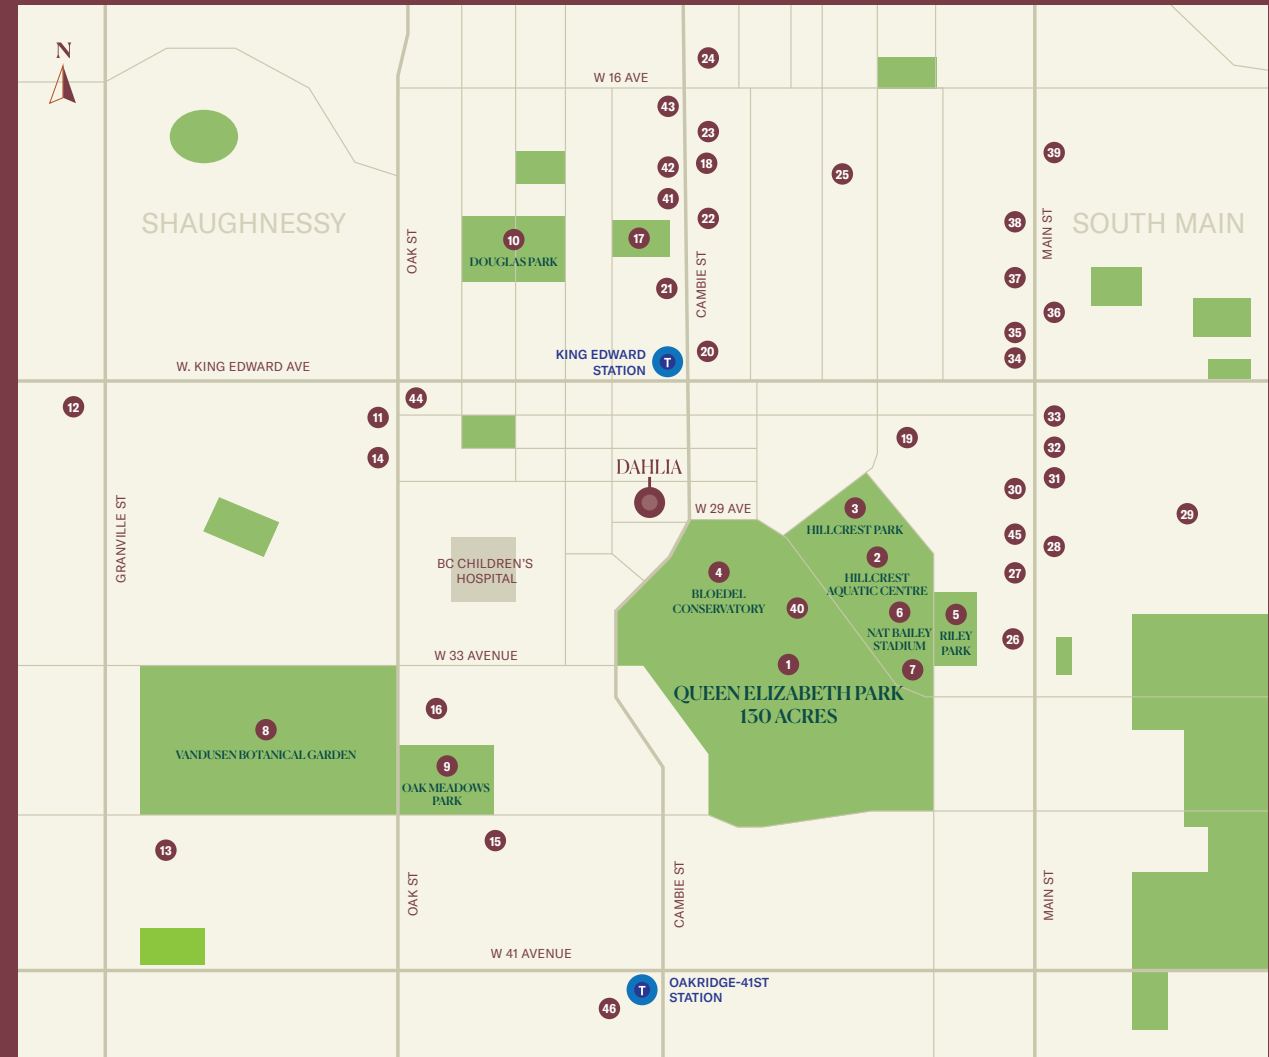 N
24
W 16 AVE
43
23
39
42
18
25
41
SHAUGHNESSY
22
38
MAIN ST
SOUTH MAIN
OAK ST
10
17
DOUGLAS PARK
CAMBIE ST
37
21
36
35
KING EDWARD
STATION
T
20
34
W. KING EDWARD AVE
12
44
11
33
14
19
32
DAHLIA
31
30
GRANVILLE ST
W 29 AVE
3
HILLCREST PARK
29
45
28
BC CHILDREN'S
HOSPITAL
2
HILLCREST
AQUATIC CENTRE
4
BLOEDEL
CONSERVATORY
27
40
6
NAT BAILEY
STADIUM
5
RILEY
PARK
26
W 33 AVENUE
1
7
QUEEN ELIZABETH PARK
130 ACRES
16
8
VANDUSEN BOTANICAL GARDEN
9
OAK MEADOWS
PARK
13
15
OAK ST
CAMBIE ST
MAIN ST
W 41 AVENUE
T
OAKRIDGE-41ST
STATION
46